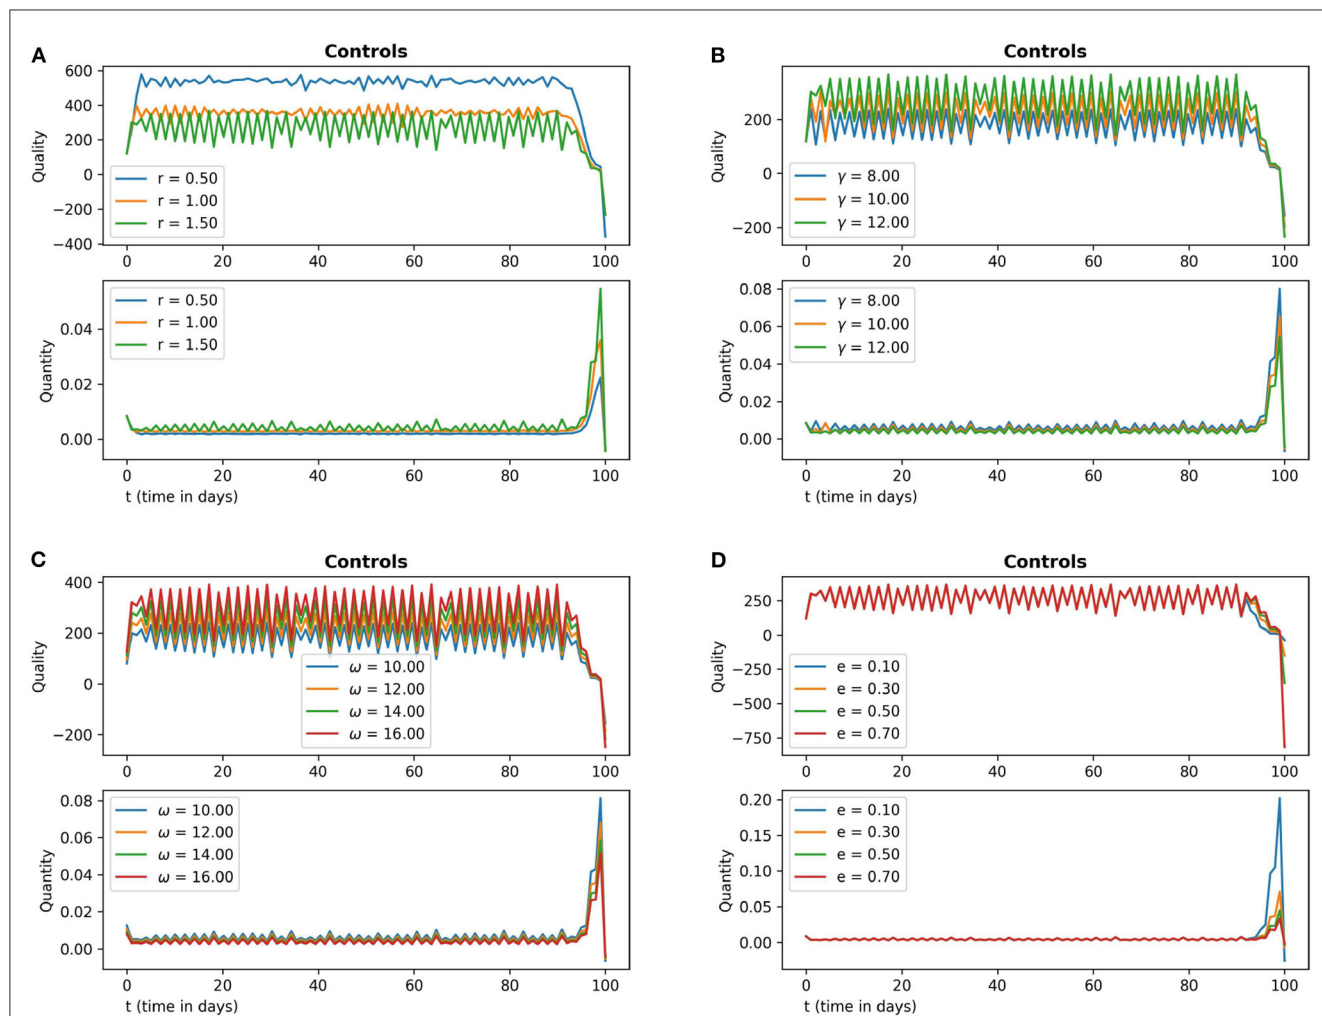 A
Controls
600
400
200
0
−200
−400
Quality
r = 0.50
r = 1.00
r = 1.50
0 20 40 60 80 100
0.04
0.02
0.00
Quantity
r = 0.50
r = 1.00
r = 1.50
0 20 40 60 80 100
t (time in days)
B
Controls
200
0
−200
Quality
γ = 8.00
γ = 10.00
γ = 12.00
0 20 40 60 80 100
0.08
0.06
0.04
0.02
0.00
Quantity
γ = 8.00
γ = 10.00
γ = 12.00
0 20 40 60 80 100
t (time in days)
C
Controls
400
200
0
−200
Quality
ω = 10.00
ω = 12.00
ω = 14.00
ω = 16.00
0 20 40 60 80 100
0.08
0.06
0.04
0.02
0.00
Quantity
ω = 10.00
ω = 12.00
ω = 14.00
ω = 16.00
0 20 40 60 80 100
t (time in days)
D
Controls
250
0
−250
−500
−750
Quality
e = 0.10
e = 0.30
e = 0.50
e = 0.70
0 20 40 60 80 100
0.20
0.15
0.10
0.05
0.00
Quantity
e = 0.10
e = 0.30
e = 0.50
e = 0.70
0 20 40 60 80 100
t (time in days)